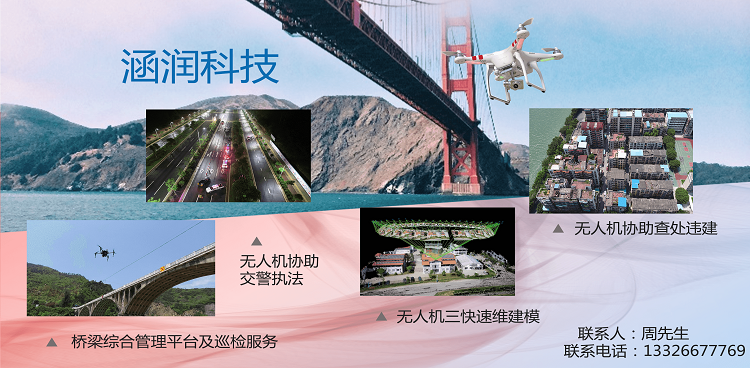 涵润科技
无人机协助
交警执法
无人机协助查处违建
无人机三快速维建模
桥梁综合管理平台及巡检服务
联系人：周先生
联系电话：13326677769